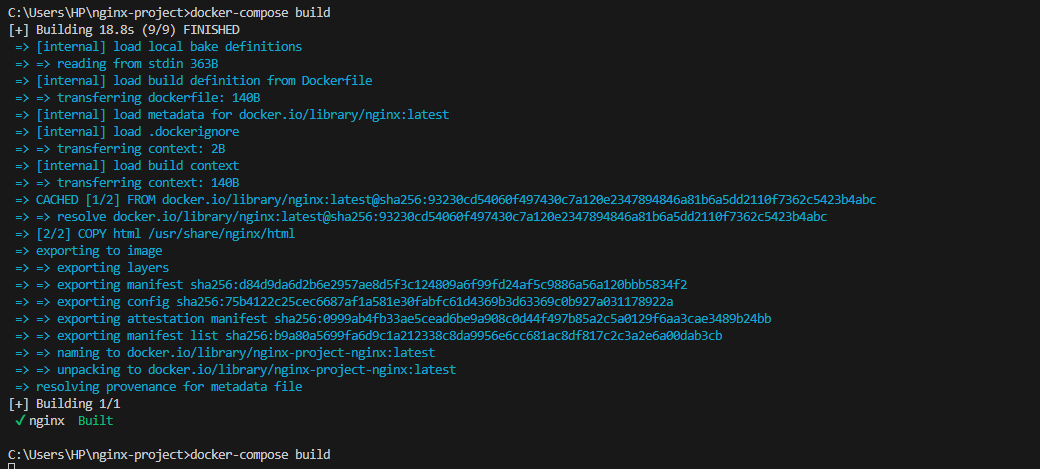 C:\Users\HP\nginx-project>docker-compose build
[+] Building 18.8s (9/9) FINISHED
=> [internal] load local bake definitions
=> => reading from stdin 363B
=> [internal] load build definition from Dockerfile
=> => transferring dockerfile: 140B
=> [internal] load metadata for docker.io/library/nginx:latest
=> [internal] load .dockerignore
=> => transferring context: 2B
=> [internal] load build context
=> => transferring context: 140B
=> CACHED [1/2] FROM docker.io/library/nginx:latest@sha256:93230cd54060f497430c7a120e2347894846a81b6a5dd2110f7362c5423b4abc
=> => resolve docker.io/library/nginx:latest@sha256:93230cd54060f497430c7a120e2347894846a81b6a5dd2110f7362c5423b4abc
=> [2/2] COPY html /usr/share/nginx/html
=> exporting to image
=> => exporting layers
=> => exporting manifest sha256:d84d9da6d2b6e2957ae8d5f3c124809a6f99fd24af5c9886a56a120bbb5834f2
=> => exporting config sha256:75b4122c25cec6687af1a581e30fabfc61d4369b3d63369c0b927a031178922a
=> => exporting attestation manifest sha256:0999ab4fb33ae5cead6be9a908c0d44f497b85a2c5a0129f6aa3cae3489b24bb
=> => exporting manifest list sha256:b9a80a5699fa6d9c1a212338c8da9956e6cc681ac8df817c2c3a2e6a00dab3cb
=> => naming to docker.io/library/nginx-project-nginx:latest
=> => unpacking to docker.io/library/nginx-project-nginx:latest
=> resolving provenance for metadata file
[+] Building 1/1
✓ nginx  Built
C:\Users\HP\nginx-project>docker-compose build